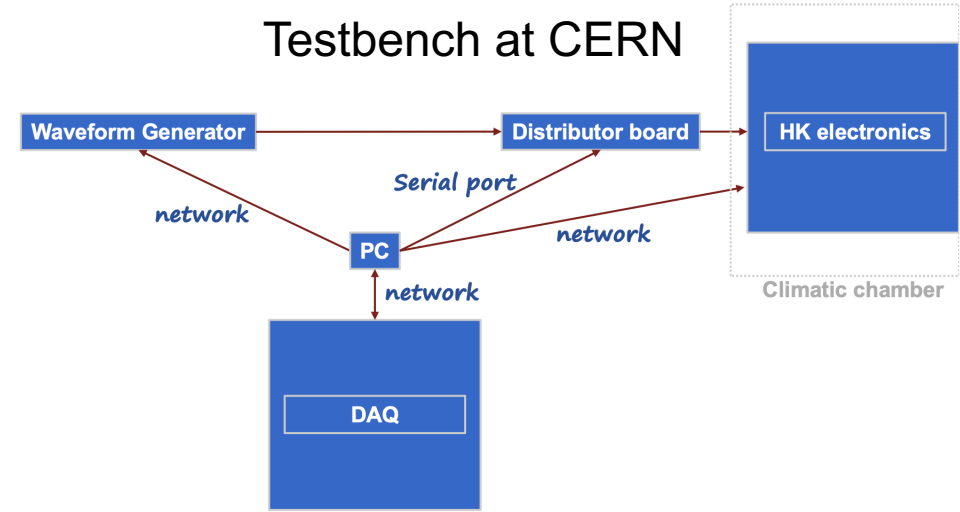 Testbench at CERN
Waveform Generator
Distributor board
HK electronics
Serial port
network
network
PC
network
Climatic chamber
DAQ